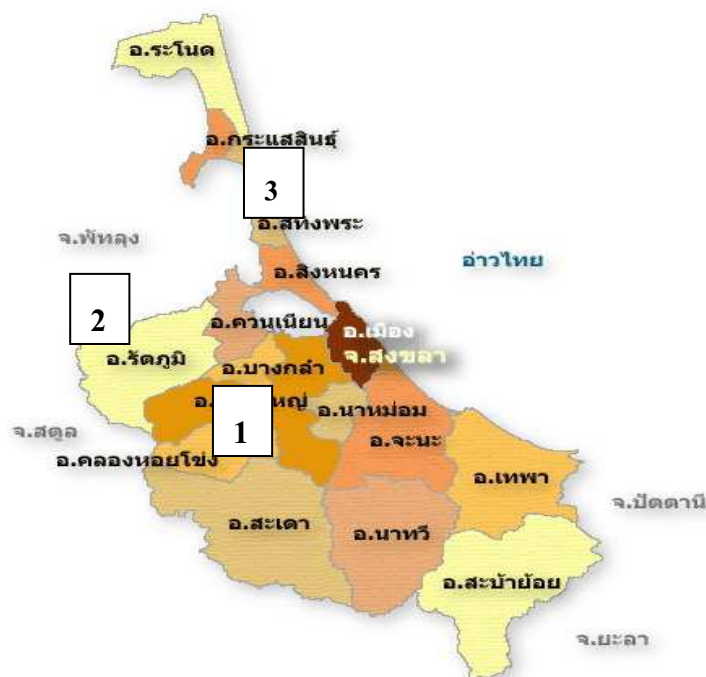 อ.ระโนด
อ.กระแสสินธุ์
3
อ.สทิงพระ
จ.พัทลุง
อ.สิงหนคร
อ่าวไทย
2
อ.ควนเนียน
อ.เมือง
จ.สงขลา
อ.รัตภูมิ
อ.บางกล่ำ
อ.
หญ่
1
อ.นาหม่อม
จ.สตูล
อ.จะนะ
อ.คลองหอยโข่ง
อ.เทพา
จ.ปัตตานี
อ.สะเดา
อ.นาทวี
อ.สะบ้าย้อย
จ.ยะลา